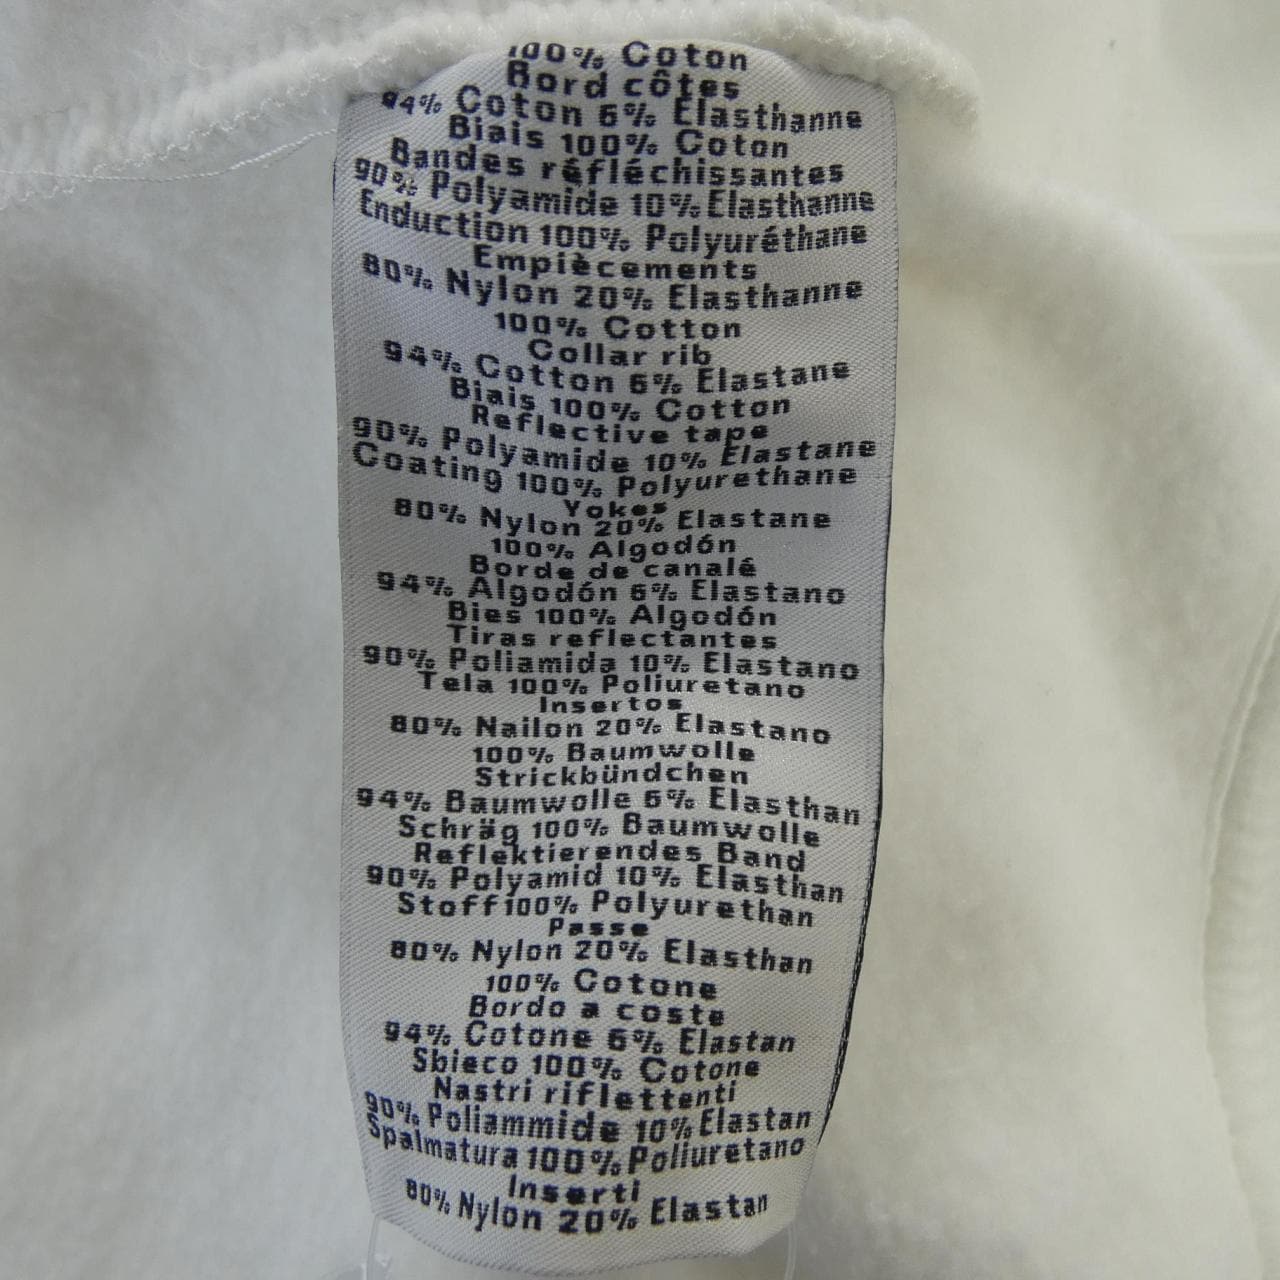 100% Coton
Bord côtes
94% Coton 6% Elasthanne
Biais 100% Coton
Bandes réfléchissantes
90% Polyamide 10% Elasthanne
Enduction 100% Polyuréthane
Empiècements
80% Nylon 20% Elasthanne
100% Cotton
Collar rib
94% Cotton 6% Elastane
Biais 100% Cotton
Reflective tape
90% Polyamide 10% Elastane
Coating 100% Polyurethane
Yokes
80% Nylon 20% Elastane
100% Algodón
Borde de canalé
94% Algodón 6% Elastano
Bies 100% Algodón
Tiras reflectantes
90% Poliamida 10% Elastano
Tela 100% Poliuretano
Insertos
80% Nailon 20% Elastano
100% Baumwolle
Strickbündchen
94% Baumwolle 6% Elasthan
Schräg 100% Baumwolle
Reflektierendes Band
90% Polyamid 10% Elasthan
Stoff 100% Polyurethan
Passe
80% Nylon 20% Elasthan
100% Cotone
Bordo a coste
94% Cotone 6% Elastan
Sbieco 100% Cotone
Nastri riflettenti
90% Poliammide 10% Elastan
Spalmatura 100% Poliuretano
Inserti
80% Nylon 20% Elastan